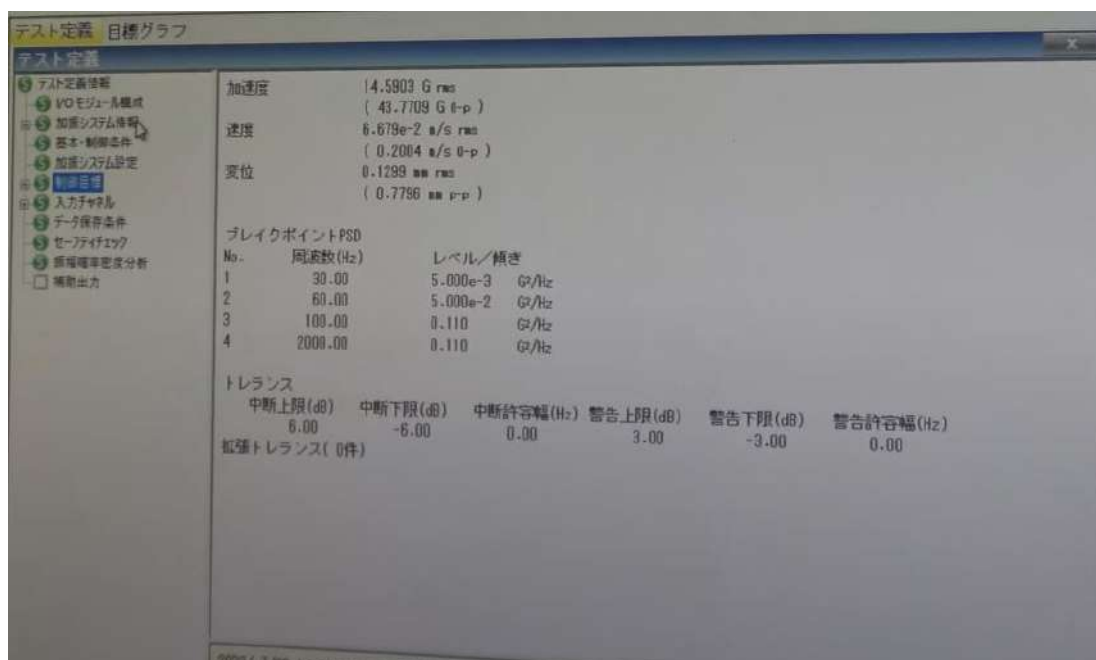 テスト定義 目標グラフ
テスト定義
テスト定義情報
I/Oモジュール構成
加振システム情報
基本・制御条件
加振システム設定
制御目標
入力チャネル
データ保存条件
セーフティチェック
振幅確率密度分析
補助出力
加速度 14.5903 G rms
( 43.7709 G 0-p )
速度 6.679e-2 m/s rms
( 0.2004 m/s 0-p )
変位 0.1299 mm rms
( 0.7796 mm p-p )
ブレイクポイントPSD
No. 周波数(Hz) レベル/傾き
1 30.00 5.000e-3 G²/Hz
2 60.00 5.000e-2 G²/Hz
3 100.00 0.110 G²/Hz
4 2000.00 0.110 G²/Hz
トレランス
中断上限(dB) 中断下限(dB) 中断許容幅(Hz) 警告上限(dB) 警告下限(dB) 警告許容幅(Hz)
6.00 -6.00 0.00 3.00 -3.00 0.00
拡張トレランス( 0件)